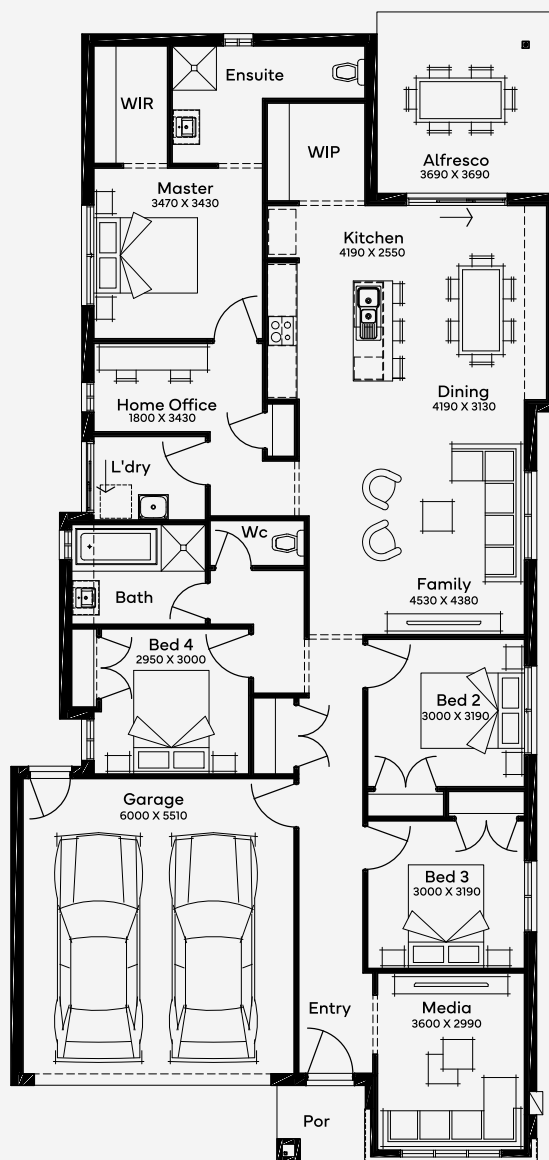 Ensuite
WIR
WIP
Alfresco
3690 X 3690
Master
3470 X 3430
Kitchen
4190 X 2550
Dining
4190 X 3130
Home Office
1800 X 3430
L'dry
Wc
Bath
Family
4530 X 4380
Bed 4
2950 X 3000
Bed 2
3000 X 3190
Garage
6000 X 5510
Bed 3
3000 X 3190
Entry
Media
3600 X 2990
Por